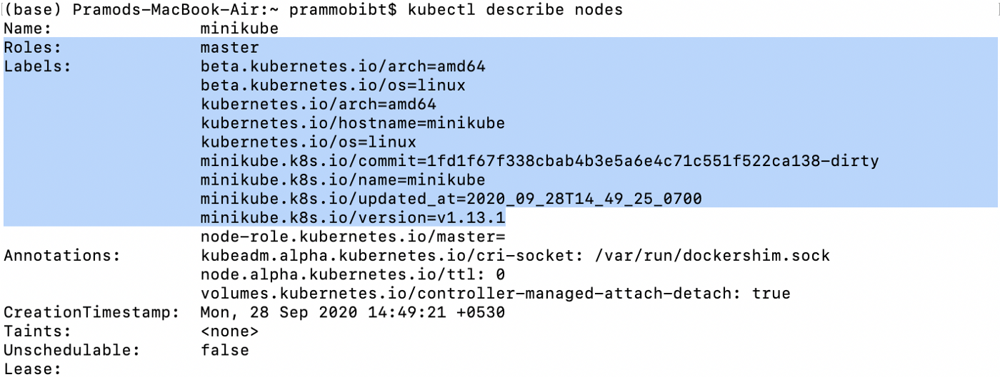 (base) Pramods-MacBook-Air:~ prammobibt$ kubectl describe nodes
Name:               minikube
Roles:              master
Labels:             beta.kubernetes.io/arch=amd64
                    beta.kubernetes.io/os=linux
                    kubernetes.io/arch=amd64
                    kubernetes.io/hostname=minikube
                    kubernetes.io/os=linux
                    minikube.k8s.io/commit=1fd1f67f338cbab4b3e5a6e4c71c551f522ca138-dirty
                    minikube.k8s.io/name=minikube
                    minikube.k8s.io/updated_at=2020_09_28T14_49_25_0700
                    minikube.k8s.io/version=v1.13.1
                    node-role.kubernetes.io/master=
Annotations:        kubeadm.alpha.kubernetes.io/cri-socket: /var/run/dockershim.sock
                    node.alpha.kubernetes.io/ttl: 0
                    volumes.kubernetes.io/controller-managed-attach-detach: true
CreationTimestamp:  Mon, 28 Sep 2020 14:49:21 +0530
Taints:             <none>
Unschedulable:      false
Lease: